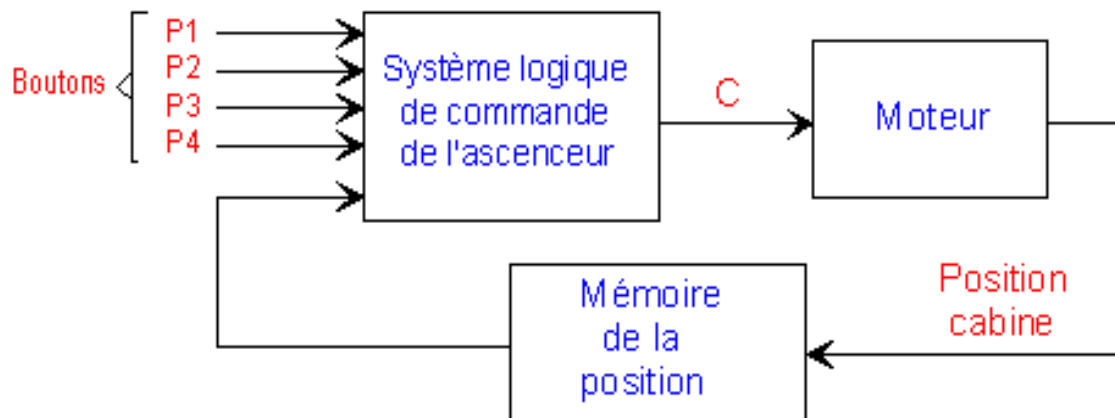 P1
Boutons
P2
P3
P4
Système logique
de commande
de l'ascenceur
C
Moteur
Mémoire
de la
position
Position
cabine